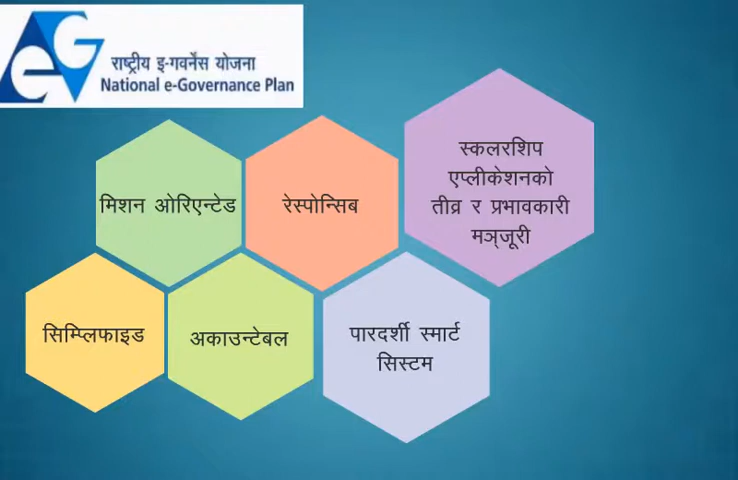 eG
राष्ट्रीय इ-गवर्नेंस योजना
National e-Governance Plan
मिशन ओरिएन्टेड
रेस्पोन्सिब
स्कलरशिप
एप्लीकेशनको
तीव्र र प्रभावकारी
मञ्जूरी
सिम्प्लिफाइड
अकाउन्टेबल
पारदर्शी स्मार्ट
सिस्टम